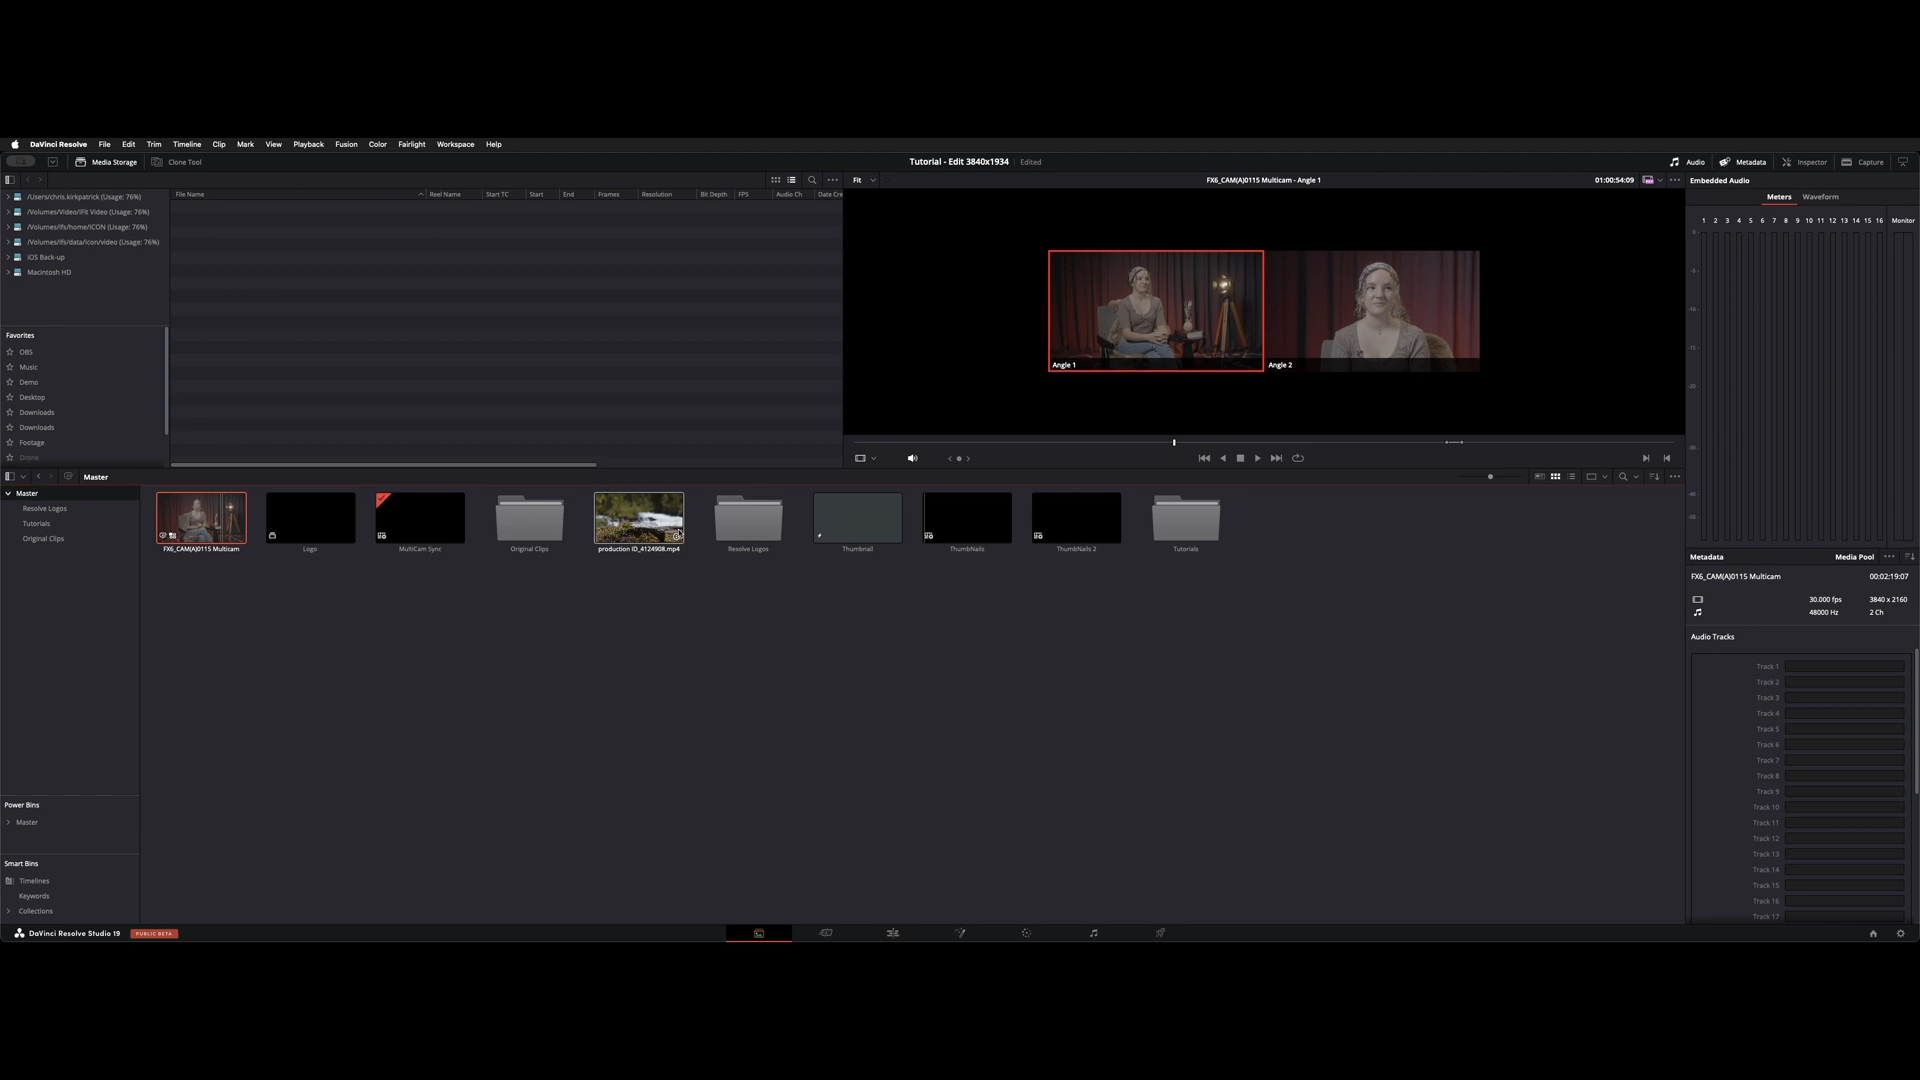 DaVinci Resolve File Edit Trim Timeline Clip Mark View Playback Fusion Color Fairlight Workspace Help
Media Storage Clone Tool
Tutorial - Edit 3840x1934 Edited
Audio Metadata Inspector Capture
Fit
FX6_CAM(A)0115 Multicam - Angle 1
01:00:54:09
Embedded Audio
/Users/chris.kirkpatrick (Usage: 76%)
/Volumes/Video/iFit Video (Usage: 76%)
/Volumes/ifs/home/ICON (Usage: 76%)
/Volumes/ifs/data/icon/video (Usage: 76%)
iOS Back-up
Macintosh HD
File Name Reel Name Start TC Start End Frames Resolution Bit Depth FPS Audio Ch Date Cre
Meters Waveform
1 2 3 4 5 6 7 8 9 10 11 12 13 14 15 16 Monitor
Favorites
OBS
Music
Demo
Desktop
Downloads
Downloads
Footage
Drone
Angle 1
Angle 2
Master
Master
Resolve Logos
Tutorials
Original Clips
FX6_CAM(A)0115 Multicam
Logo
MultiCam Sync
Original Clips
production ID_4124908.mp4
Resolve Logos
Thumbnail
ThumbNails
ThumbNails 2
Tutorials
Metadata
Media Pool
FX6_CAM(A)0115 Multicam
00:02:19:07
30.000 fps
3840 x 2160
48000 Hz
2 Ch
Audio Tracks
Track 1
Track 2
Track 3
Track 4
Track 5
Track 6
Track 7
Track 8
Track 9
Track 10
Track 11
Track 12
Track 13
Track 14
Track 15
Track 16
Track 17
Power Bins
Master
Smart Bins
Timelines
Keywords
Collections
DaVinci Resolve Studio 19
PUBLIC BETA